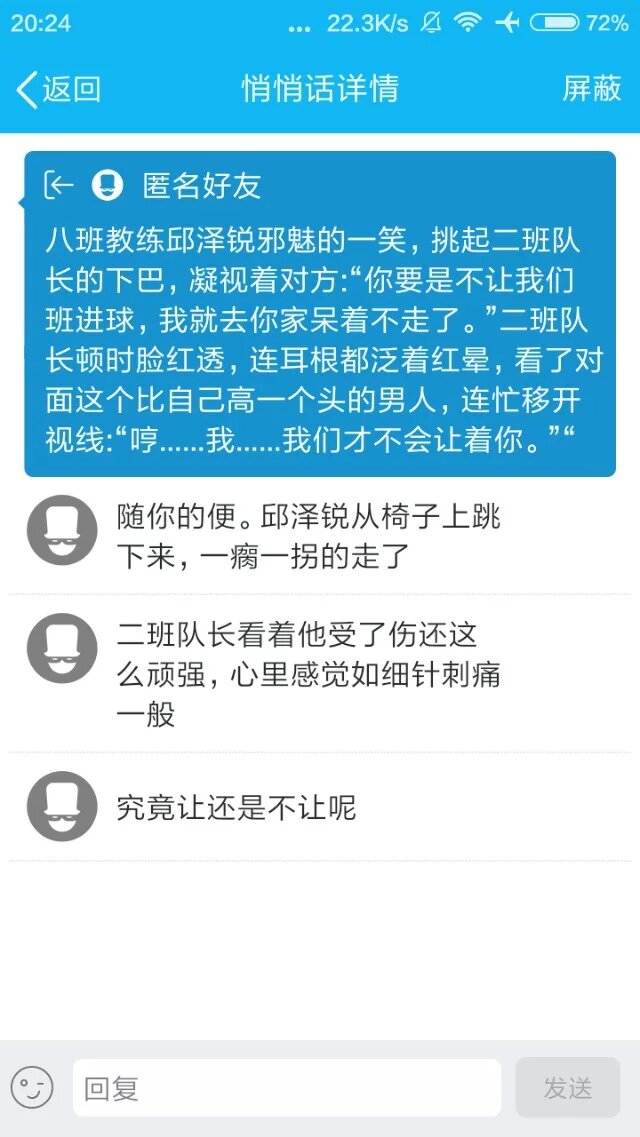 20:24 ... 22.3K/s 72%
返回 悄悄话详情 屏蔽
匿名好友
八班教练邱泽锐邪魅的一笑，挑起二班队
长的下巴，凝视着对方:“你要是不让我们
班进球，我就去你家呆着不走了。”二班队
长顿时脸红透，连耳根都泛着红晕，看了对
面这个比自己高一个头的男人，连忙移开
视线:“哼……我……我们才不会让着你。”“
随你的便。邱泽锐从椅子上跳
下来，一瘸一拐的走了
二班队长看着他受了伤还这
么顽强，心里感觉如细针刺痛
一般
究竟让还是不让呢
回复 发送